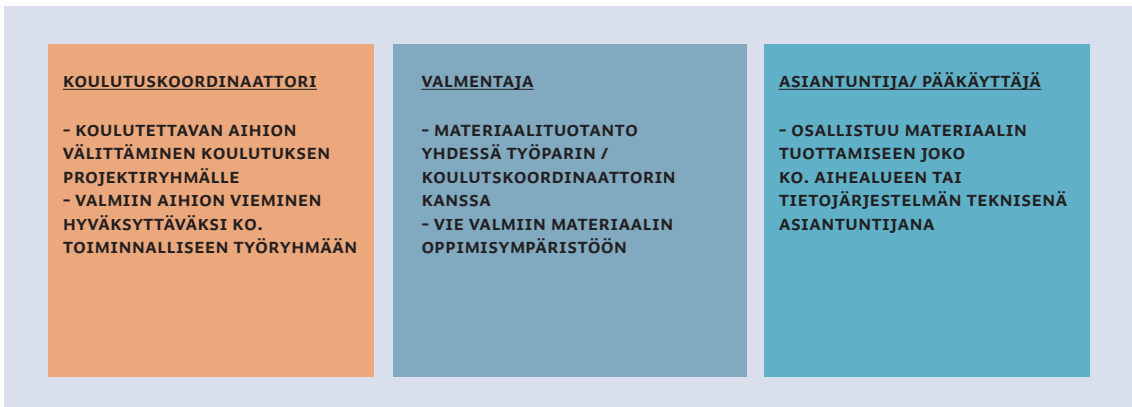 KOULUTUSKOORDINAATTORI
– KOULUTETTAVAN AIHION
VÄLITTÄMINEN KOULUTUKSEN
PROJEKTIRYHMÄLLE
– VALMIIN AIHION VIEMINEN
HYVÄKSYTTÄVÄKSI KO.
TOIMINNALLISEEN TYÖRYHMÄÄN
VALMENTAJA
– MATERIAALITUOTANTO
YHDESSÄ TYÖPARIN /
KOULUTSKOORDINAATTORIN
KANSSA
– VIE VALMIIN MATERIAALIN
OPPIMISYMPÄRISTÖÖN
ASIANTUNTIJA/ PÄÄKÄYTTÄJÄ
– OSALLISTUU MATERIAALIN
TUOTTAMISEEN JOKO
KO. AIHEALUEEN TAI
TIETOJÄRJESTELMÄN TEKNISENÄ
ASIANTUNTIJANA